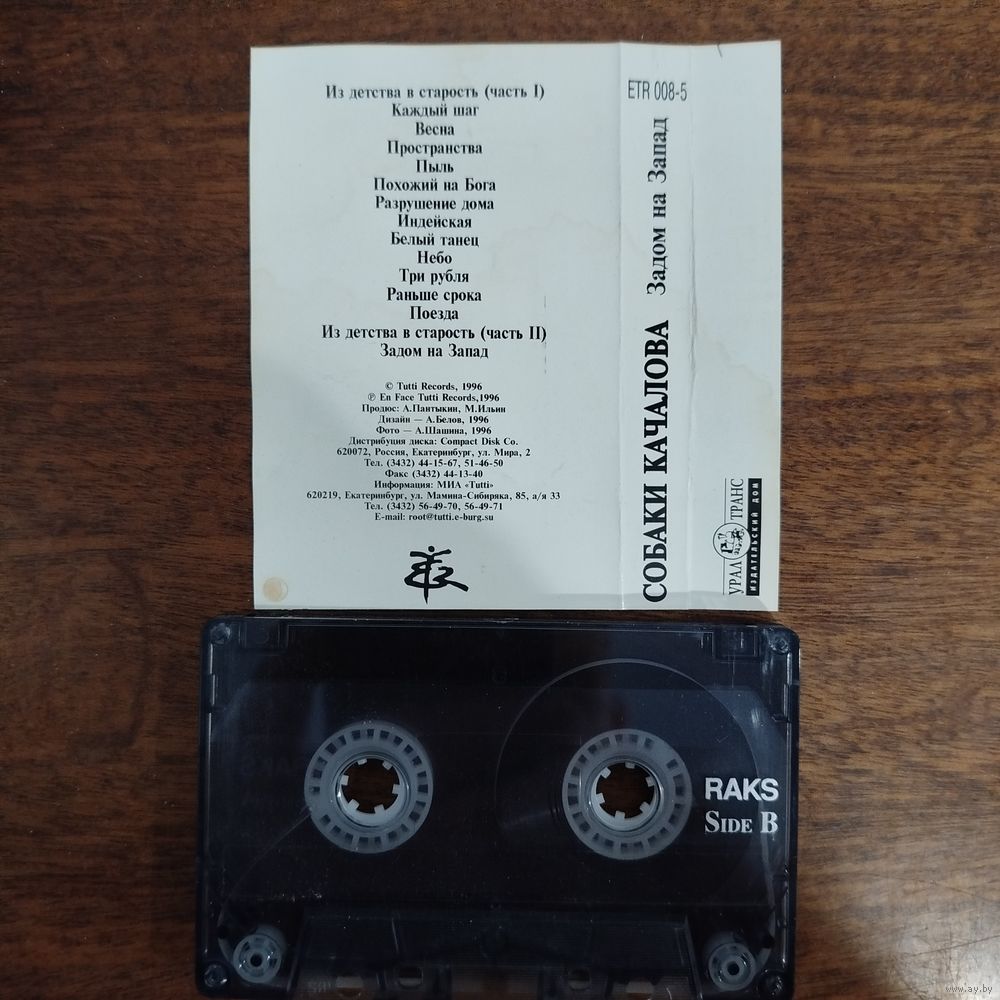 Из детства в старость (часть I)
Каждый шаг
Весна
Пространства
Пыль
Похожий на Бога
Разрушение дома
Индейская
Белый танец
Небо
Три рубля
Раньше срока
Поезда
Из детства в старость (часть II)
Задом на Запад
© Tutti Records, 1996
℗ En Face Tutti Records,1996
Продюс: А.Пантыкин, М.Ильин
Дизайн — А.Белов, 1996
Фото — А.Шашина, 1996
Дистрибуция диска: Compact Disk Co.
620072, Россия, Екатеринбург, ул. Мира, 2
Тел. (3432) 44-15-67, 51-46-50
Факс (3432) 44-13-40
Информация: МИА «Tutti»
620219, Екатеринбург, ул. Мамина-Сибиряка, 85, а/я 33
Тел. (3432) 56-49-70, 56-49-71
E-mail: root@tutti.e-burg.su
ETR 008-5
СОБАКИ КАЧАЛОВА Задом на Запад
УРАЛ ТРАНС
ИЗДАТЕЛЬСКИЙ ДОМ
RAKS
SIDE B
www.ay.by